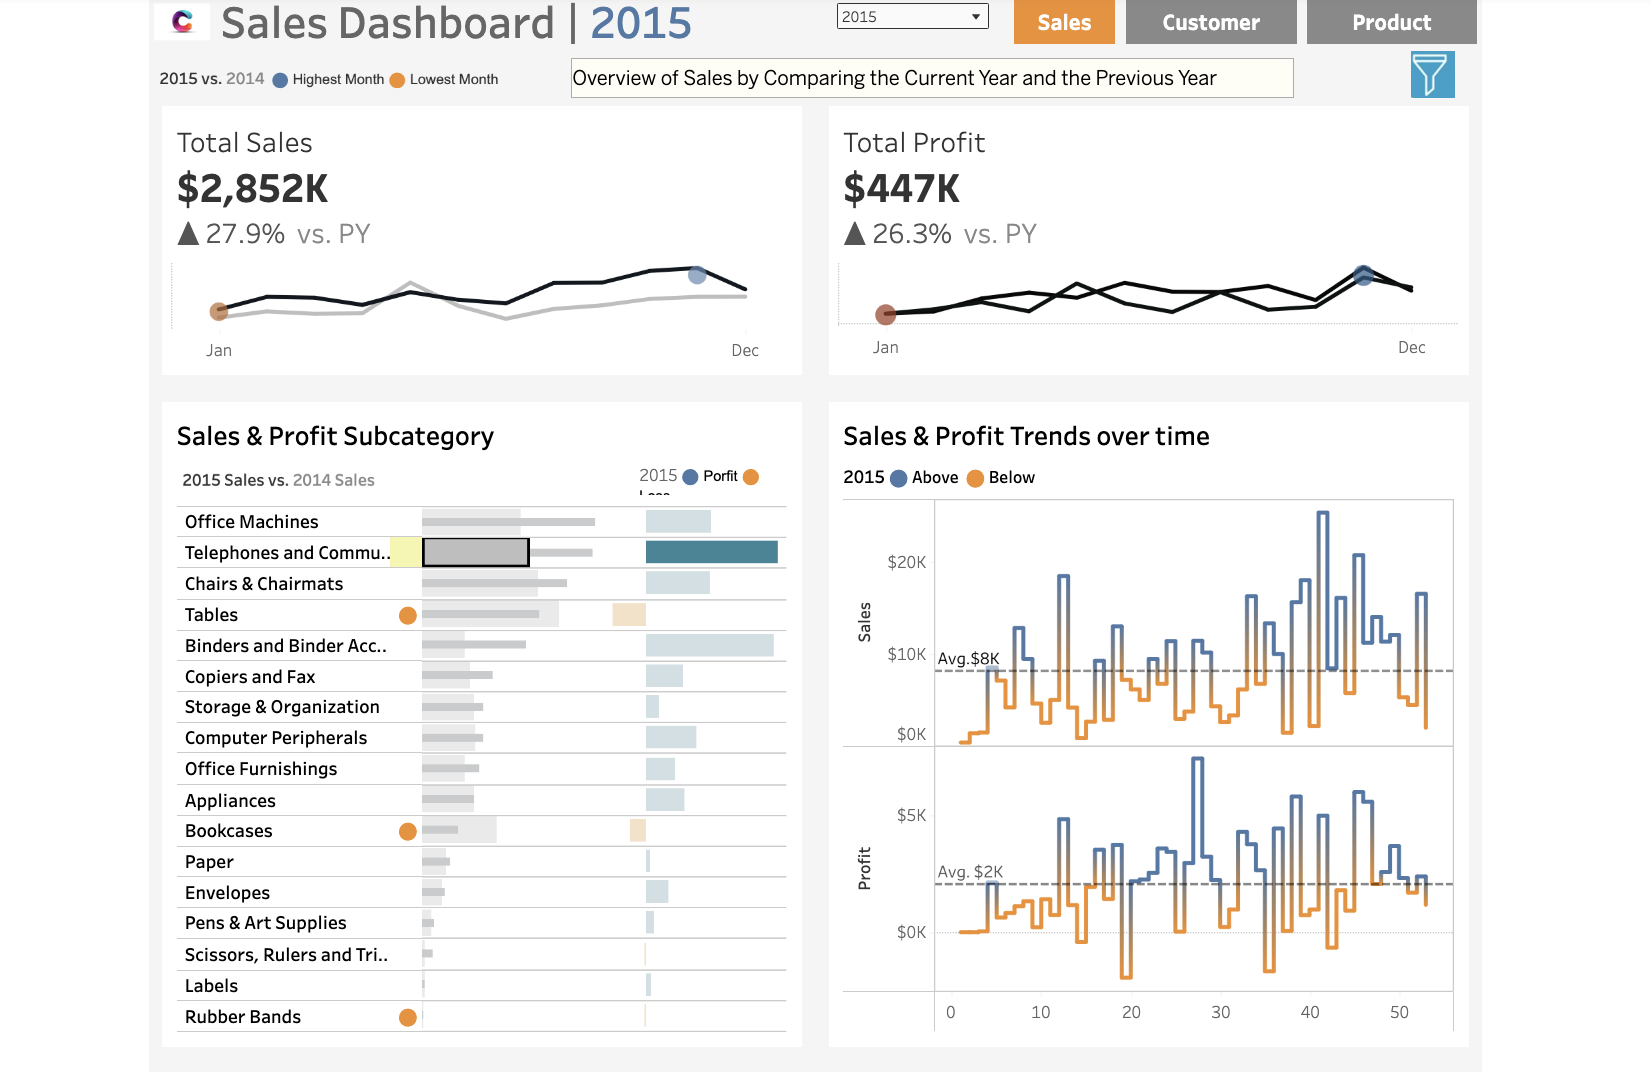 Sales Dashboard | 2015
2015
Sales
Customer
Product
2015 vs. 2014 Highest Month Lowest Month
Overview of Sales by Comparing the Current Year and the Previous Year
Total Sales
$2,852K
▲ 27.9% vs. PY
Jan
Dec
Total Profit
$447K
▲ 26.3% vs. PY
Jan
Dec
Sales & Profit Subcategory
2015 Sales vs. 2014 Sales
2015 Porfit
Office Machines
Telephones and Commu..
Chairs & Chairmats
Tables
Binders and Binder Acc..
Copiers and Fax
Storage & Organization
Computer Peripherals
Office Furnishings
Appliances
Bookcases
Paper
Envelopes
Pens & Art Supplies
Scissors, Rulers and Tri..
Labels
Rubber Bands
Sales & Profit Trends over time
2015 Above Below
Sales
$20K
$10K
Avg.$8K
$0K
Profit
$5K
Avg. $2K
$0K
0
10
20
30
40
50